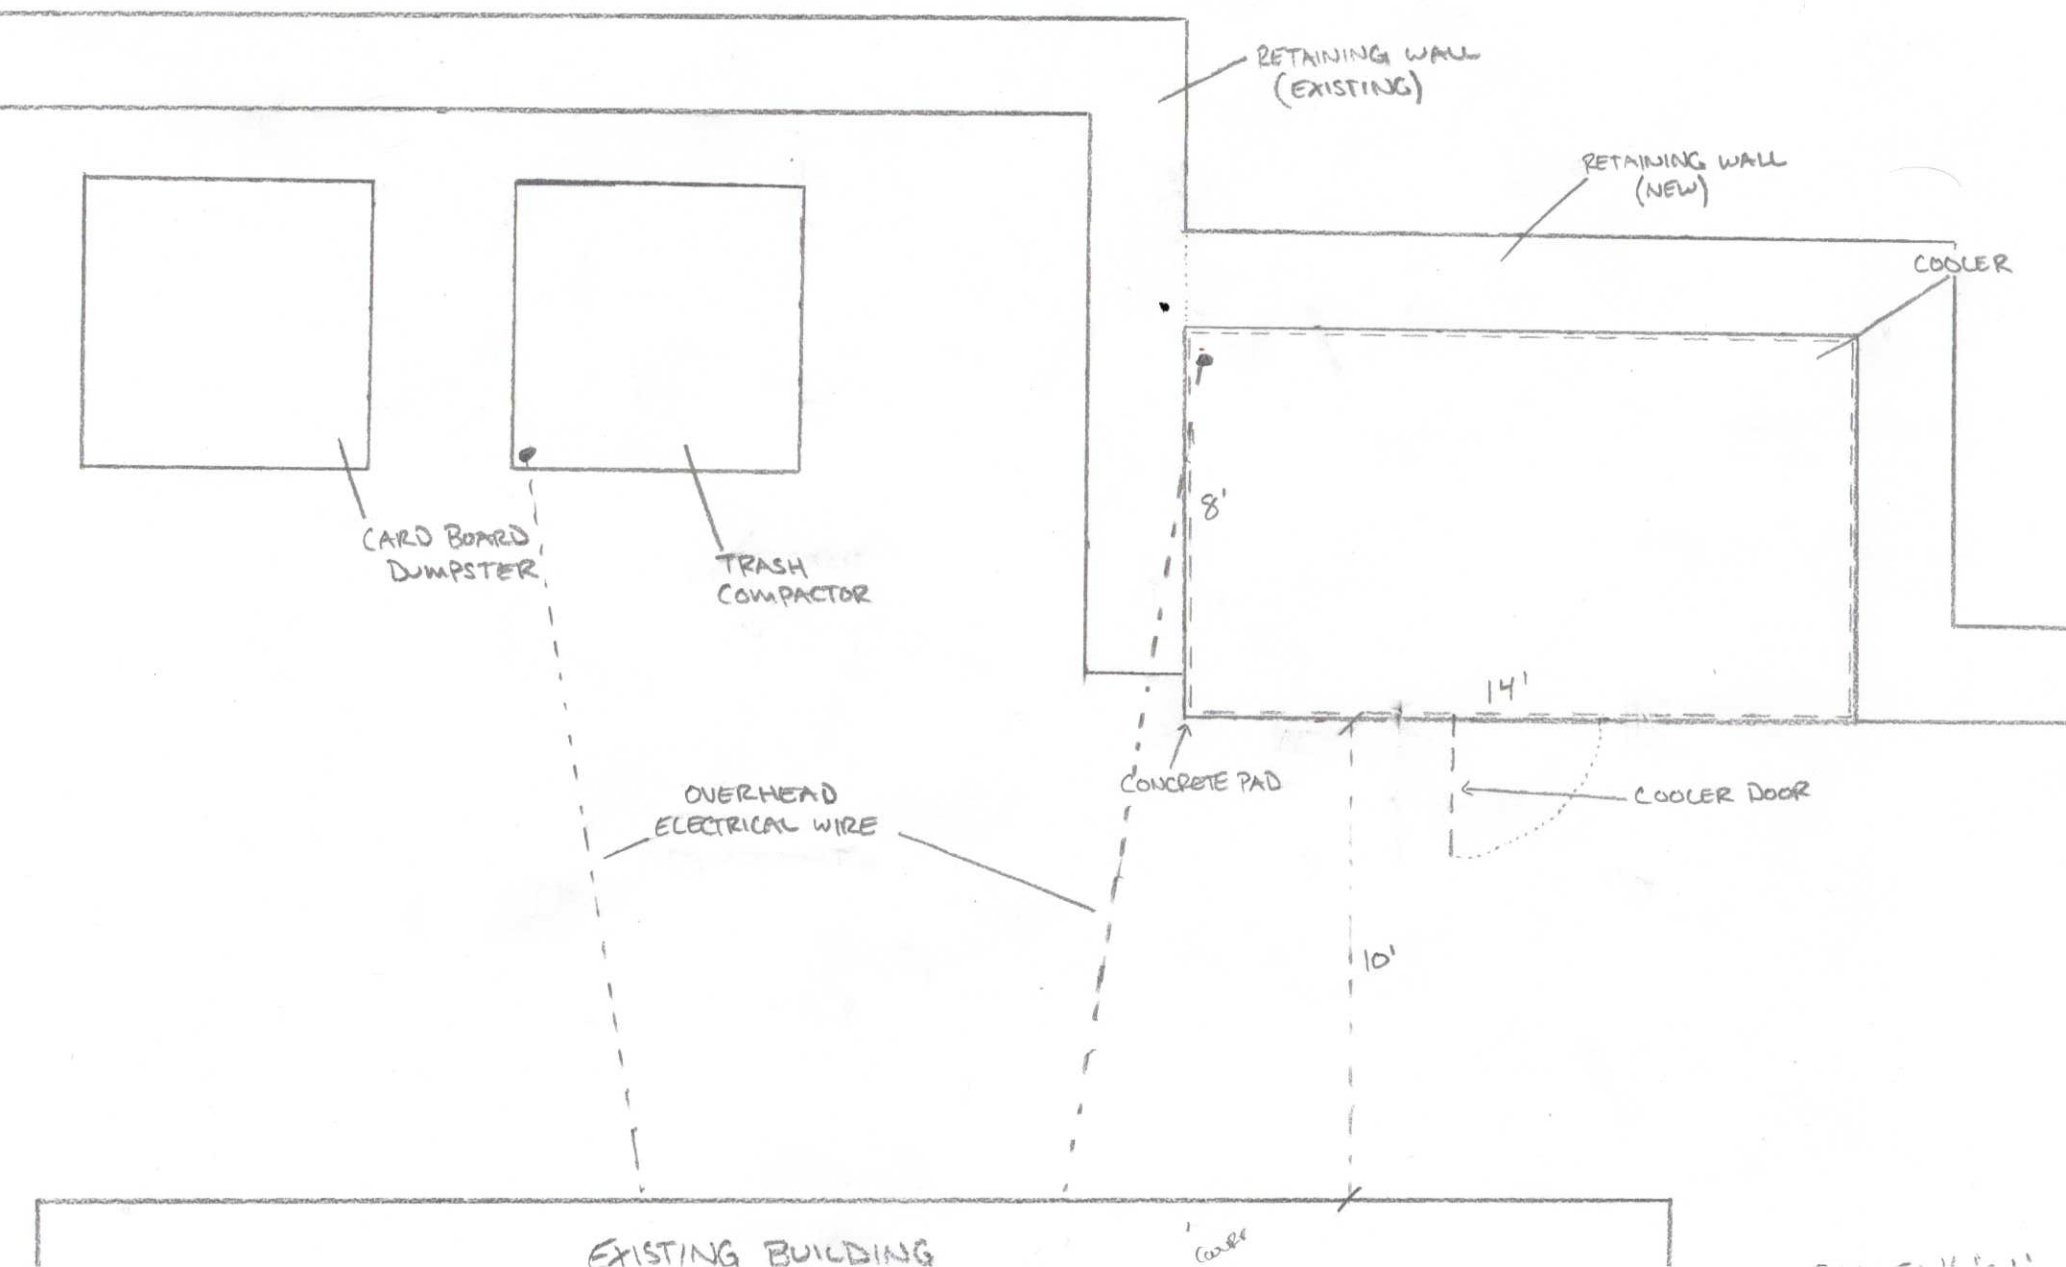 RETAINING WALL
(EXISTING)
RETAINING WALL
(NEW)
COOLER
8'
CARD BOARD
DUMPSTER
TRASH
COMPACTOR
14'
CONCRETE PAD
COOLER DOOR
OVERHEAD
ELECTRICAL WIRE
10'
EXISTING BUILDING